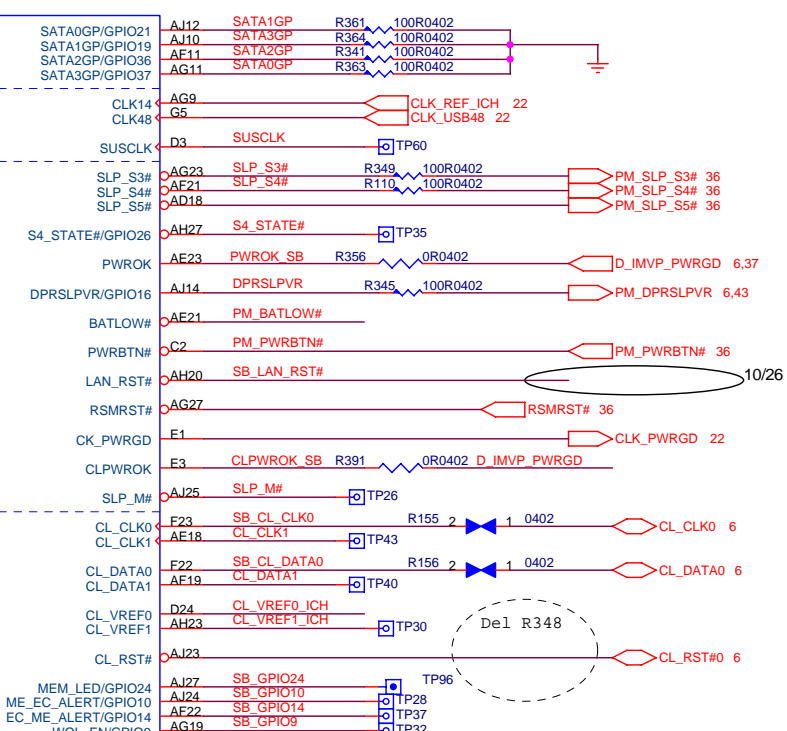 SATA0GP/GPIO21 AJ12 SATA1GP R361 100R0402
SATA1GP/GPIO19 AJ10 SATA3GP R364 100R0402
SATA2GP/GPIO36 AF11 SATA2GP R341 100R0402
SATA3GP/GPIO37 AG11 SATA0GP R363 100R0402
CLK14 AG9 CLK_REF_ICH 22
CLK48 G5 CLK_USB48 22
SUSCLK D3 SUSCLK TP60
SLP_S3# AG23 SLP_S3# R349 100R0402 PM_SLP_S3# 36
SLP_S4# AF21 SLP_S4# R110 100R0402 PM_SLP_S4# 36
SLP_S5# AD18 PM_SLP_S5# 36
S4_STATE#/GPIO26 AH27 S4_STATE# TP35
PWROK AE23 PWROK_SB R356 0R0402 D_IMVP_PWRGD 6,37
DPRSLPVR/GPIO16 AJ14 DPRSLPVR R345 100R0402 PM_DPRSLPVR 6,43
BATLOW# AE21 PM_BATLOW#
PWRBTN# C2 PM_PWRBTN# PM_PWRBTN# 36
LAN_RST# AH20 SB_LAN_RST# 10/26
RSMRST# AG27 RSMRST# 36
CK_PWRGD E1 CLK_PWRGD 22
CLPWROK E3 CLPWROK_SB R391 0R0402 D_IMVP_PWRGD
SLP_M# AJ25 SLP_M# TP26
CL_CLK0 F23 SB_CL_CLK0 R155 2 1 0402 CL_CLK0 6
CL_CLK1 AE18 CL_CLK1 TP43
CL_DATA0 F22 SB_CL_DATA0 R156 2 1 0402 CL_DATA0 6
CL_DATA1 AF19 CL_DATA1 TP40
CL_VREF0 D24 CL_VREF0_ICH
CL_VREF1 AH23 CL_VREF1_ICH TP30
Del R348
CL_RST# AJ23 CL_RST#0 6
MEM_LED/GPIO24 AJ27 SB_GPIO24 TP96
ME_EC_ALERT/GPIO10 AJ24 SB_GPIO10 TP28
EC_ME_ALERT/GPIO14 AF22 SB_GPIO14 TP37
AG19 SB_GPIO9 TP32